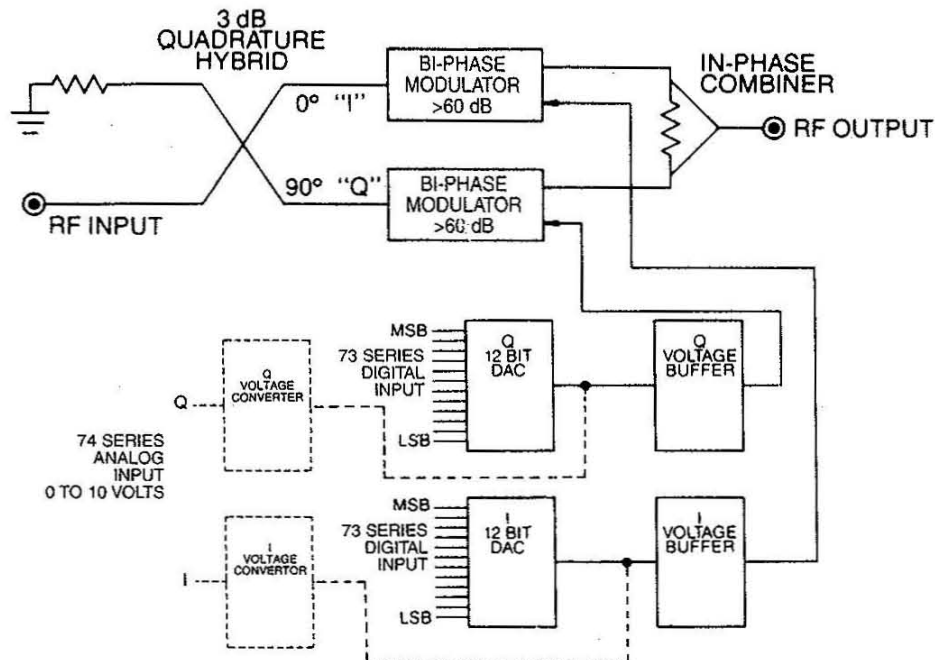 3 dB
QUADRATURE
HYBRID
BI-PHASE
MODULATOR
>60 dB
IN-PHASE
COMBINER
0° "I"
RF OUTPUT
90° "Q"
BI-PHASE
MODULATOR
>60 dB
RF INPUT
MSB
73 SERIES
DIGITAL
INPUT
LSB
Q
12 BIT
DAC
Q
VOLTAGE
BUFFER
Q
VOLTAGE
CONVERTER
Q
74 SERIES
ANALOG
INPUT
0 TO 10 VOLTS
MSB
73 SERIES
DIGITAL
INPUT
LSB
I
12 BIT
DAC
I
VOLTAGE
BUFFER
I
VOLTAGE
CONVERTOR
I